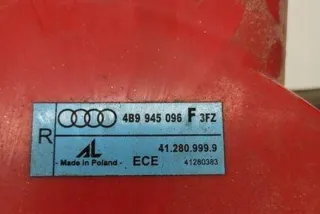 4B9 945 096 F 3FZ
R
AL 41.280.999.9
- Made in Poland - ECE 41280383